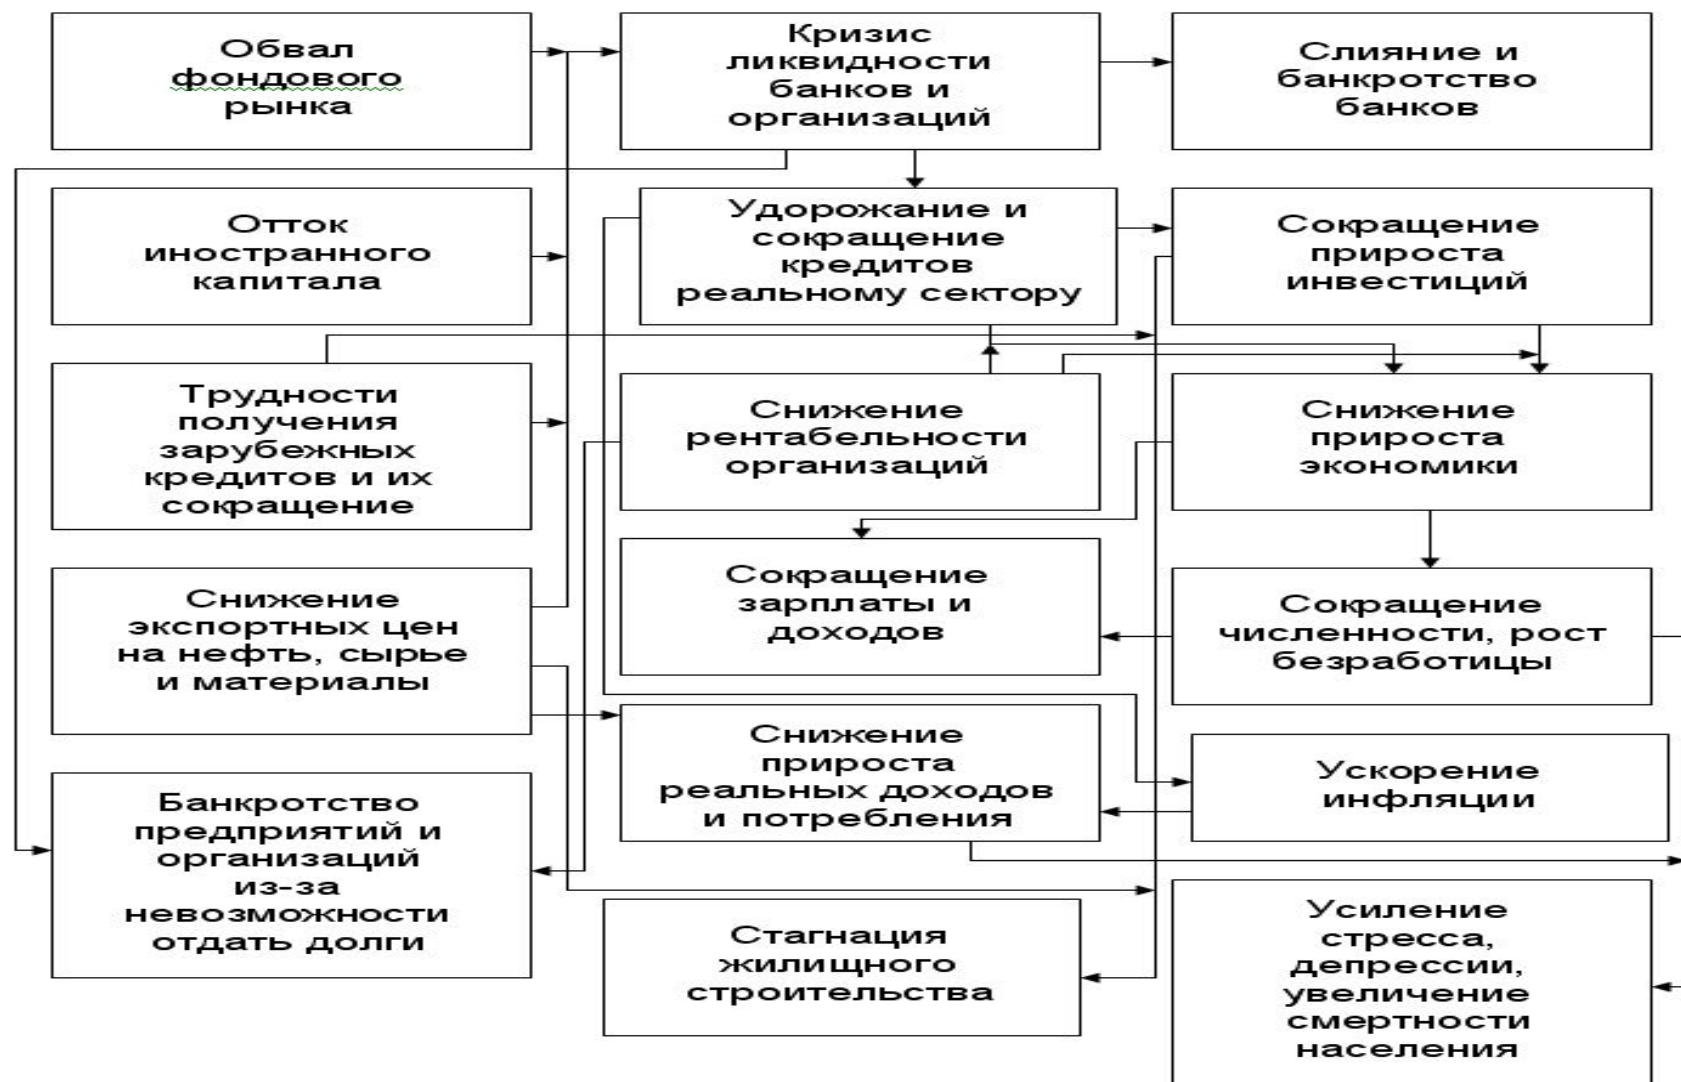 Обвал
фондового
рынка
Кризис
ликвидности
банков и
организаций
Слияние и
банкротство
банков
Отток
иностранного
капитала
Удорожание и
сокращение
кредитов
реальному сектору
Сокращение
прироста
инвестиций
Трудности
получения
зарубежных
кредитов и их
сокращение
Снижение
рентабельности
организаций
Снижение
прироста
экономики
Снижение
экспортных цен
на нефть, сырье
и материалы
Сокращение
зарплаты и
доходов
Сокращение
численности, рост
безработицы
Снижение
прироста
реальных доходов
и потребления
Ускорение
инфляции
Банкротство
предприятий и
организаций
из-за
невозможности
отдать долги
Стагнация
жилищного
строительства
Усиление
стресса,
депрессии,
увеличение
смертности
населения